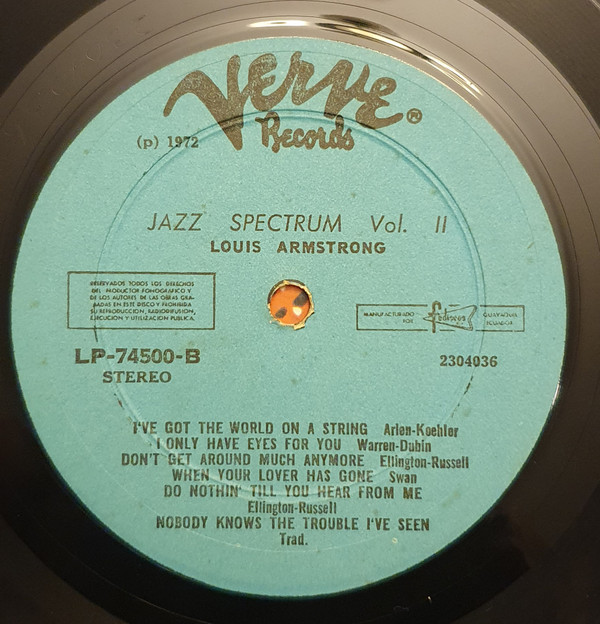 Verve®
Records
(p) 1972
JAZZ SPECTRUM Vol. II
LOUIS ARMSTRONG
RESERVADOS TODOS LOS DERECHOS
DEL PRODUCTOR FONOGRAFICO Y
DE LOS AUTORES DE LAS OBRAS GRA-
BADAS EN ESTE DISCO Y PROHIBIDA
SU REPRODUCCION, RADIODIFUSION,
EJECUCION Y UTILIZACION PUBLICA.
MANUFACTURADO
POR
fediscos
GUAYAQUIL
ECUADOR
LP-74500-B
STEREO
2304036
I'VE GOT THE WORLD ON A STRING Arlen-Koehler
I ONLY HAVE EYES FOR YOU Warren-Dubin
DON'T GET AROUND MUCH ANYMORE Ellington-Russell
WHEN YOUR LOVER HAS GONE Swan
DO NOTHIN' TILL YOU HEAR FROM ME
Ellington-Russell
NOBODY KNOWS THE TROUBLE I'VE SEEN
Trad.